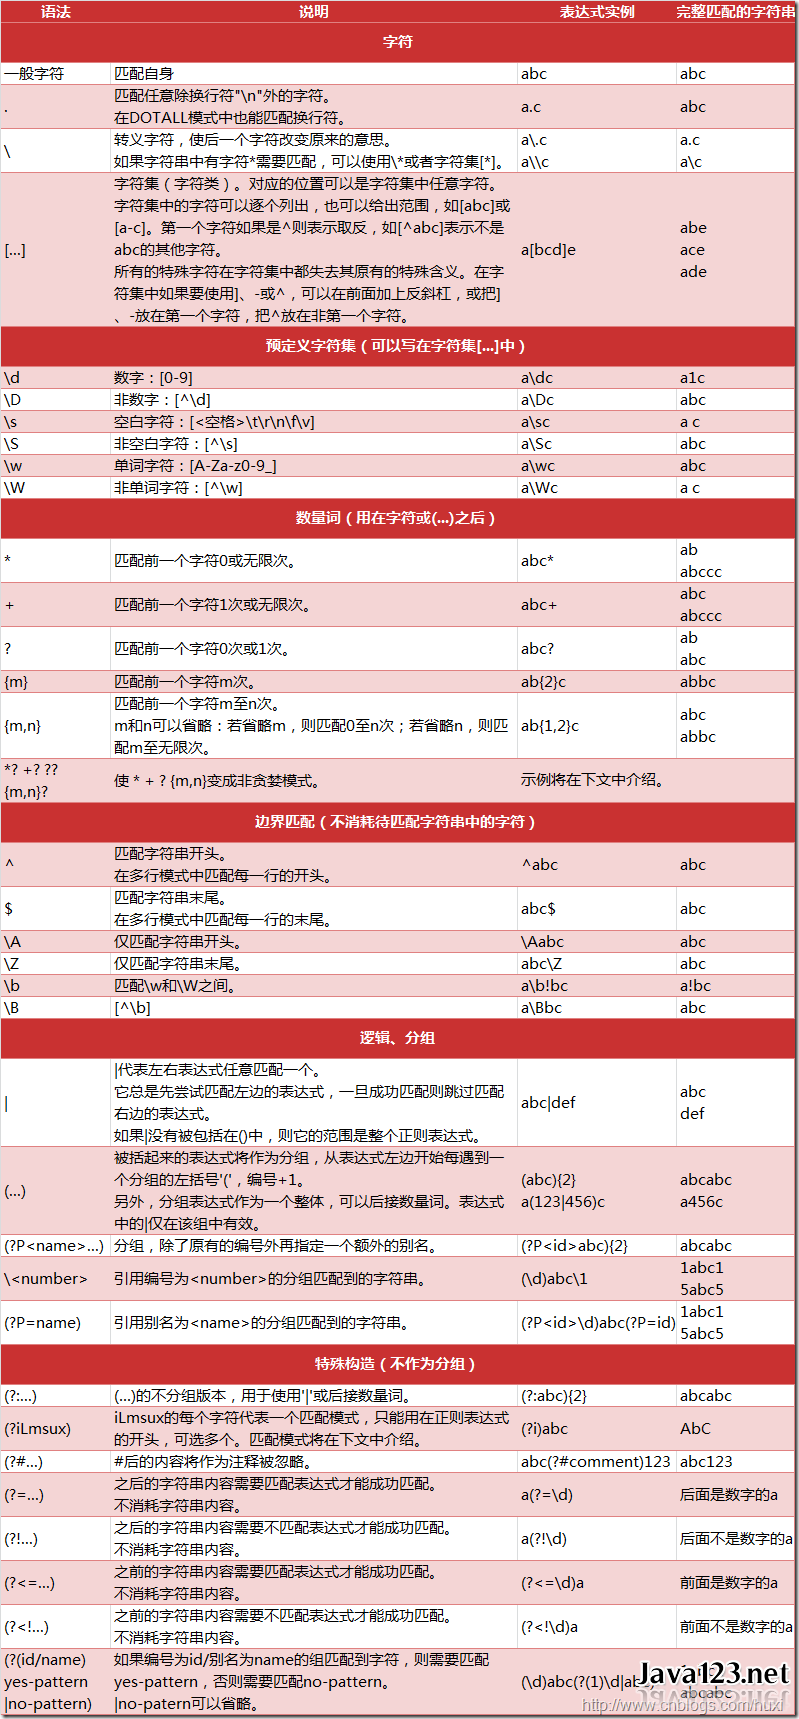 语法 说明 表达式实例 完整匹配的字符串
字符
一般字符 匹配自身 abc abc
. 匹配任意除换行符"\n"外的字符。
在DOTALL模式中也能匹配换行符。 a.c abc
\ 转义字符，使后一个字符改变原来的意思。
如果字符串中有字符*需要匹配，可以使用\*或者字符集[*]。
a\.c
a\\c
a.c
a\c
[...]
字符集（字符类）。对应的位置可以是字符集中任意字符。
字符集中的字符可以逐个列出，也可以给出范围，如[abc]或
[a-c]。第一个字符如果是^则表示取反，如[^abc]表示不是
abc的其他字符。
所有的特殊字符在字符集中都失去其原有的特殊含义。在字
符集中如果要使用]、-或^，可以在前面加上反斜杠，或把]
、-放在第一个字符，把^放在非第一个字符。
a[bcd]e
abe
ace
ade
预定义字符集（可以写在字符集[...]中）
\d 数字：[0-9] a\dc a1c
\D 非数字：[^\d] a\Dc abc
\s 空白字符：[<空格>\t\r\n\f\v] a\sc a c
\S 非空白字符：[^\s] a\Sc abc
\w 单词字符：[A-Za-z0-9_] a\wc abc
\W 非单词字符：[^\w] a\Wc a c
数量词（用在字符或(...)之后）
* 匹配前一个字符0或无限次。 abc*
ab
abccc
+ 匹配前一个字符1次或无限次。 abc+
abc
abccc
? 匹配前一个字符0次或1次。 abc?
ab
abc
{m} 匹配前一个字符m次。 ab{2}c abbc
{m,n}
匹配前一个字符m至n次。
m和n可以省略：若省略m，则匹配0至n次；若省略n，则匹
配m至无限次。
ab{1,2}c
abc
abbc
*? +? ??
{m,n}?
使 * + ? {m,n}变成非贪婪模式。 示例将在下文中介绍。
边界匹配（不消耗待匹配字符串中的字符）
^
匹配字符串开头。
在多行模式中匹配每一行的开头。
^abc abc
$
匹配字符串末尾。
在多行模式中匹配每一行的末尾。
abc$ abc
\A 仅匹配字符串开头。 \Aabc abc
\Z 仅匹配字符串末尾。 abc\Z abc
\b 匹配\w和\W之间。 a\b!bc a!bc
\B [^\b] a\Bbc abc
逻辑、分组
|
|代表左右表达式任意匹配一个。
它总是先尝试匹配左边的表达式，一旦成功匹配则跳过匹配
右边的表达式。
如果|没有被包括在()中，则它的范围是整个正则表达式。
abc|def
abc
def
(...)
被括起来的表达式将作为分组，从表达式左边开始每遇到一
个分组的左括号'('，编号+1。
另外，分组表达式作为一个整体，可以后接数量词。表达式
中的|仅在该组中有效。
(abc){2}
a(123|456)c
abcabc
a456c
(?P<name>...) 分组，除了原有的编号外再指定一个额外的别名。 (?P<id>abc){2} abcabc
\<number> 引用编号为<number>的分组匹配到的字符串。 (\d)abc\1
1abc1
5abc5
(?P=name) 引用别名为<name>的分组匹配到的字符串。 (?P<id>\d)abc(?P=id)
1abc1
5abc5
特殊构造（不作为分组）
(?:...) (...)的不分组版本，用于使用'|'或后接数量词。 (?:abc){2} abcabc
(?iLmsux)
iLmsux的每个字符代表一个匹配模式，只能用在正则表达式
的开头，可选多个。匹配模式将在下文中介绍。
(?i)abc AbC
(?#...) #后的内容将作为注释被忽略。 abc(?#comment)123 abc123
(?=...)
之后的字符串内容需要匹配表达式才能成功匹配。
不消耗字符串内容。
a(?=\d) 后面是数字的a
(?!...)
之后的字符串内容需要不匹配表达式才能成功匹配。
不消耗字符串内容。
a(?!\d) 后面不是数字的a
(?<=...)
之前的字符串内容需要匹配表达式才能成功匹配。
不消耗字符串内容。
(?<=\d)a 前面是数字的a
(?<!...)
之前的字符串内容需要不匹配表达式才能成功匹配。
不消耗字符串内容。
(?<!\d)a 前面不是数字的a
(?(id/name)
yes-pattern
|no-pattern)
如果编号为id/别名为name的组匹配到字符，则需要匹配
yes-pattern，否则需要匹配no-pattern。
|no-patern可以省略。
(\d)abc(?(1)\d|abc)
abcabc
Java123.net
http://www.cnblogs.com/huxi